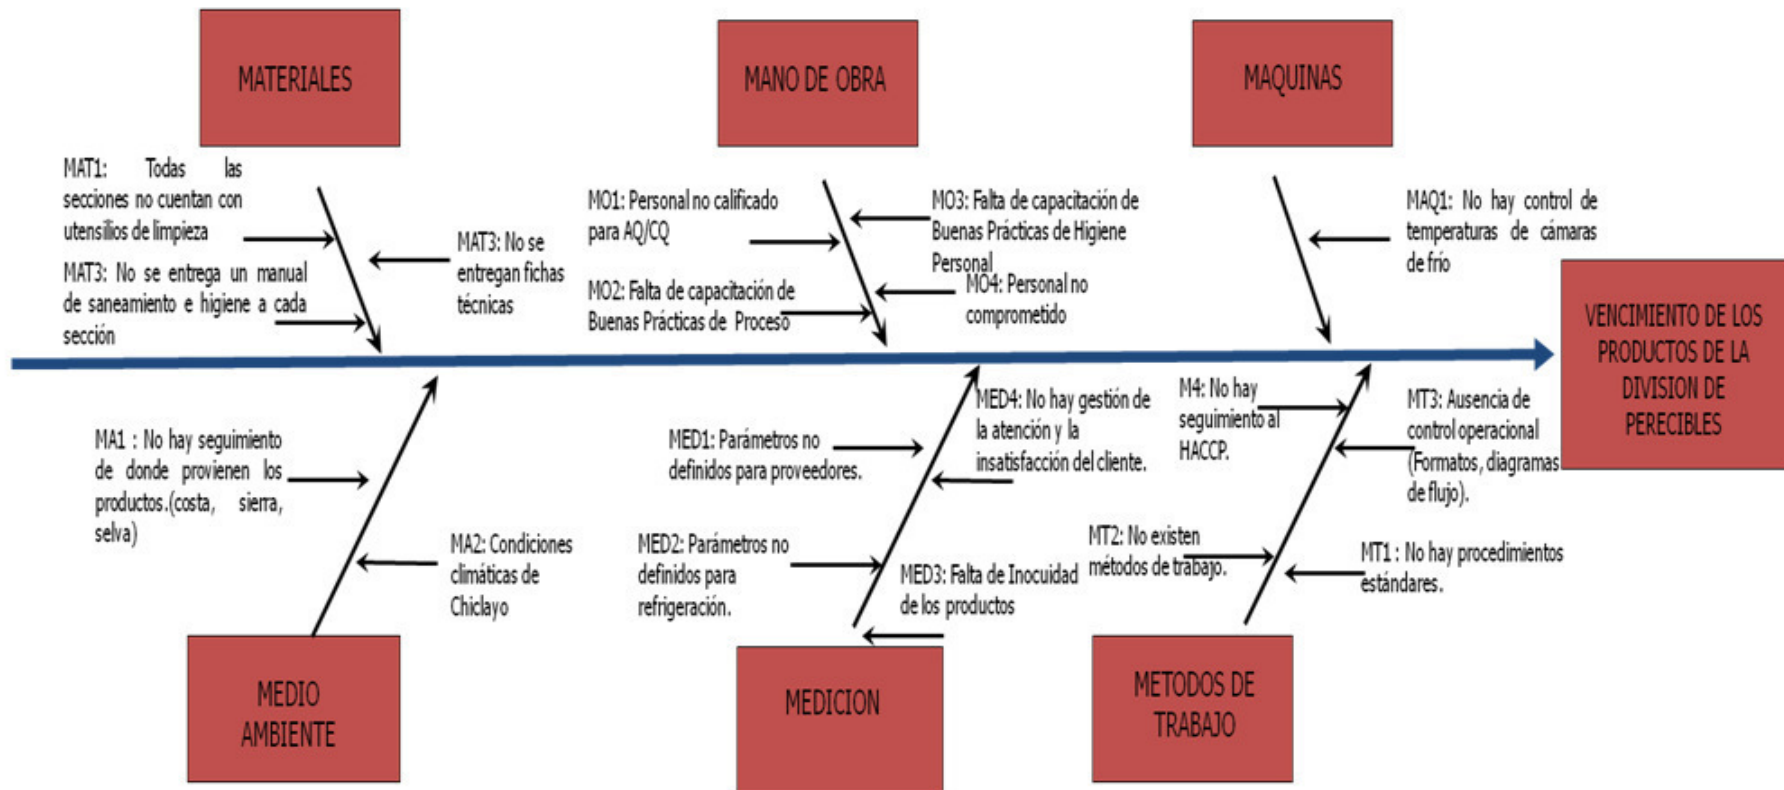 MATERIALES
MANO DE OBRA
MAQUINAS
MAT1: Todas las
secciones no cuentan con
utensilios de limpieza
MAT3: No se entrega un manual
de saneamiento e higiene a cada
sección
MAT3: No se
entregan fichas
técnicas
MO1: Personal no calificado
para AQ/CQ
MO2: Falta de capacitación de
Buenas Prácticas de Proceso
MO3: Falta de capacitación de
Buenas Prácticas de Higiene
Personal
MO4: Personal no
comprometido
MAQ1: No hay control de
temperaturas de cámaras
de frío
VENCIMIENTO DE LOS
PRODUCTOS DE LA
DIVISION DE
PERECIBLES
MA1 : No hay seguimiento
de donde provienen los
productos.(costa, sierra,
selva)
MA2: Condiciones
climáticas de
Chiclayo
MED1: Parámetros no
definidos para proveedores.
MED2: Parámetros no
definidos para
refrigeración.
MED4: No hay gestión de
la atención y la
insatisfacción del cliente.
MED3: Falta de Inocuidad
de los productos
M4: No hay
seguimiento al
HACCP.
MT2: No existen
métodos de trabajo.
MT3: Ausencia de
control operacional
(Formatos, diagramas
de flujo).
MT1 : No hay procedimientos
estándares.
MEDIO
AMBIENTE
MEDICION
METODOS DE
TRABAJO